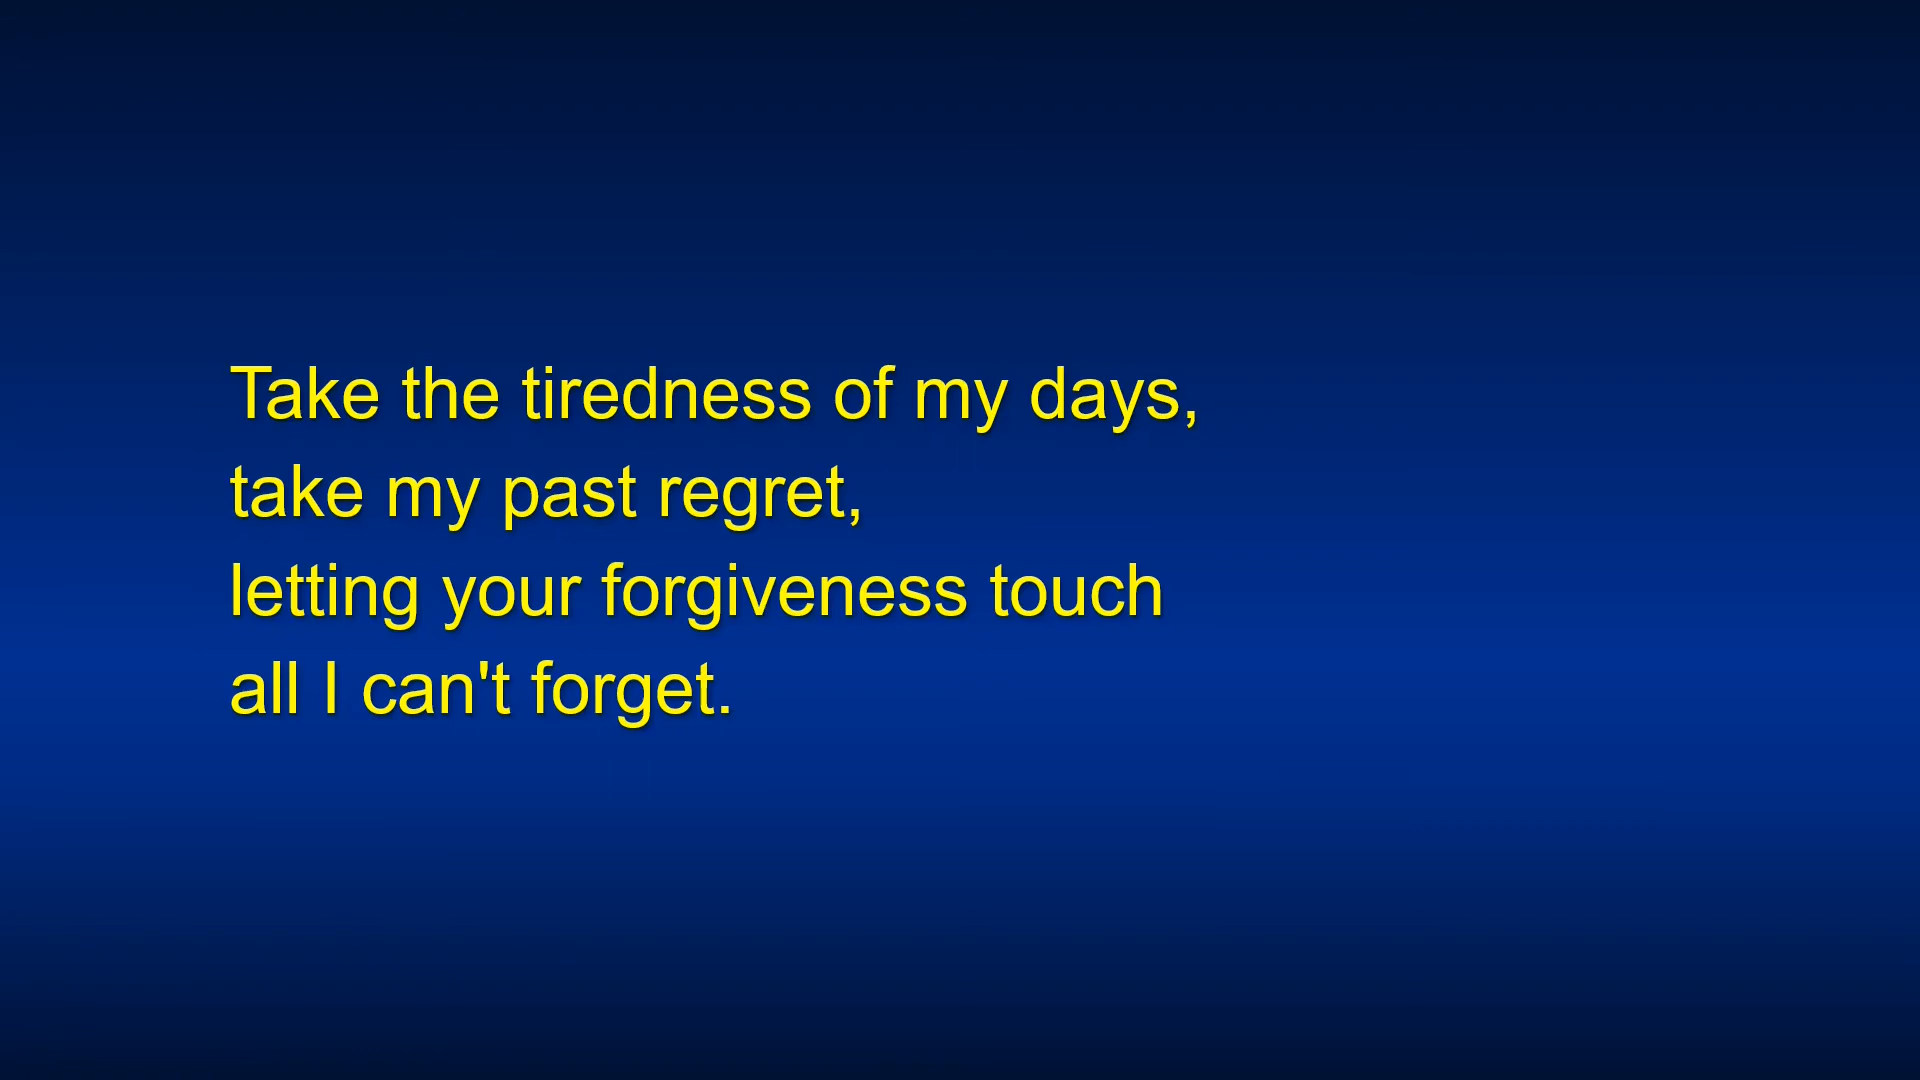 Take the tiredness of my days,
take my past regret,
letting your forgiveness touch
all I can't forget.